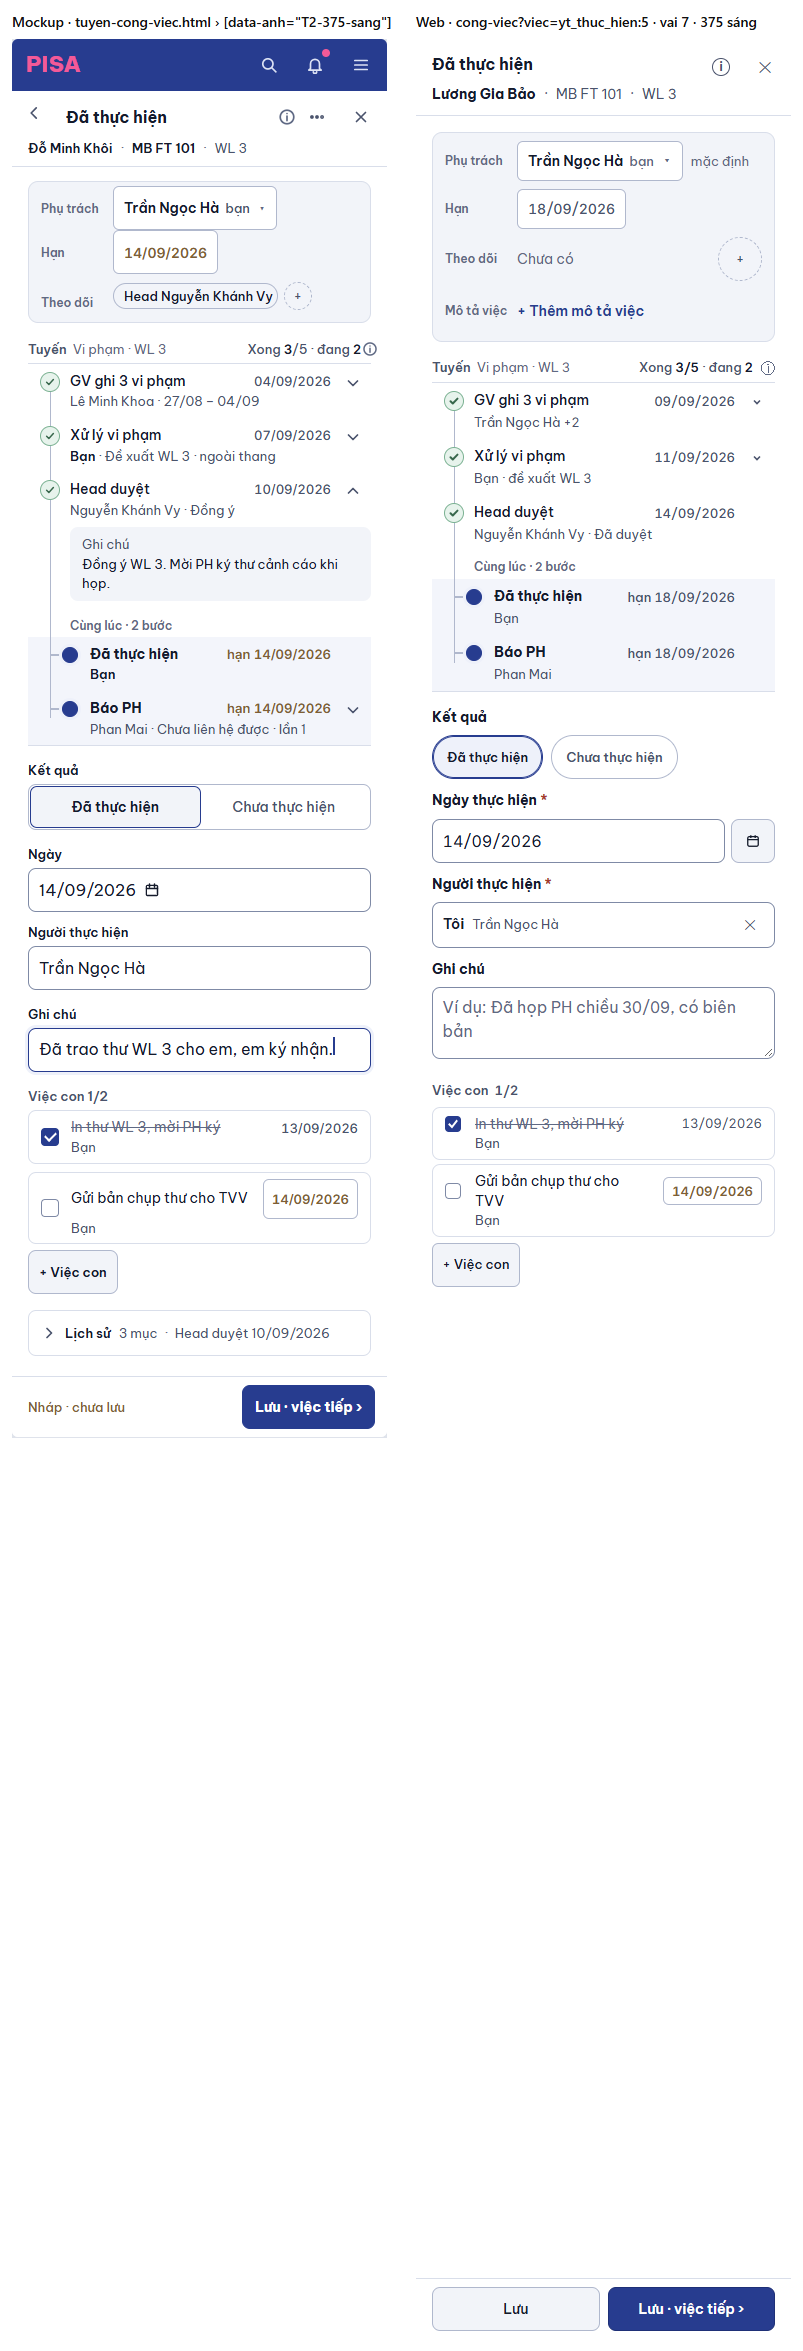 Mockup · tuyen-cong-viec.html › [data-anh="T2-375-sang"]
PISA
Đã thực hiện
Đỗ Minh Khôi · MB FT 101 · WL 3
Phụ trách Trần Ngọc Hà bạn
Hạn 14/09/2026
Theo dõi Head Nguyễn Khánh Vy +
Tuyến Vi phạm · WL 3 Xong 3/5 · đang 2
GV ghi 3 vi phạm 04/09/2026
Lê Minh Khoa · 27/08 – 04/09
Xử lý vi phạm 07/09/2026
Bạn · Đề xuất WL 3 · ngoài thang
Head duyệt 10/09/2026
Nguyễn Khánh Vy · Đồng ý
Ghi chú
Đồng ý WL 3. Mời PH ký thư cảnh cáo khi
họp.
Cùng lúc · 2 bước
Đã thực hiện hạn 14/09/2026
Bạn
Báo PH hạn 14/09/2026
Phan Mai · Chưa liên hệ được · lần 1
Kết quả
Đã thực hiện Chưa thực hiện
Ngày
14/09/2026
Người thực hiện
Trần Ngọc Hà
Ghi chú
Đã trao thư WL 3 cho em, em ký nhận.
Việc con 1/2
In thư WL 3, mời PH ký 13/09/2026
Bạn
Gửi bản chụp thư cho TVV 14/09/2026
Bạn
+ Việc con
Lịch sử 3 mục · Head duyệt 10/09/2026
Nháp · chưa lưu Lưu · việc tiếp ›
Web · cong-viec?viec=yt_thuc_hien:5 · vai 7 · 375 sáng
Đã thực hiện
Lương Gia Bảo · MB FT 101 · WL 3
Phụ trách Trần Ngọc Hà bạn mặc định
Hạn 18/09/2026
Theo dõi Chưa có +
Mô tả việc + Thêm mô tả việc
Tuyến Vi phạm · WL 3 Xong 3/5 · đang 2
GV ghi 3 vi phạm 09/09/2026
Trần Ngọc Hà +2
Xử lý vi phạm 11/09/2026
Bạn · đề xuất WL 3
Head duyệt 14/09/2026
Nguyễn Khánh Vy · Đã duyệt
Cùng lúc · 2 bước
Đã thực hiện hạn 18/09/2026
Bạn
Báo PH hạn 18/09/2026
Phan Mai
Kết quả
Đã thực hiện Chưa thực hiện
Ngày thực hiện *
14/09/2026
Người thực hiện *
Tôi Trần Ngọc Hà
Ghi chú
Ví dụ: Đã họp PH chiều 30/09, có biên
bản
Việc con 1/2
In thư WL 3, mời PH ký 13/09/2026
Bạn
Gửi bản chụp thư cho
TVV 14/09/2026
Bạn
+ Việc con
Lưu Lưu · việc tiếp ›